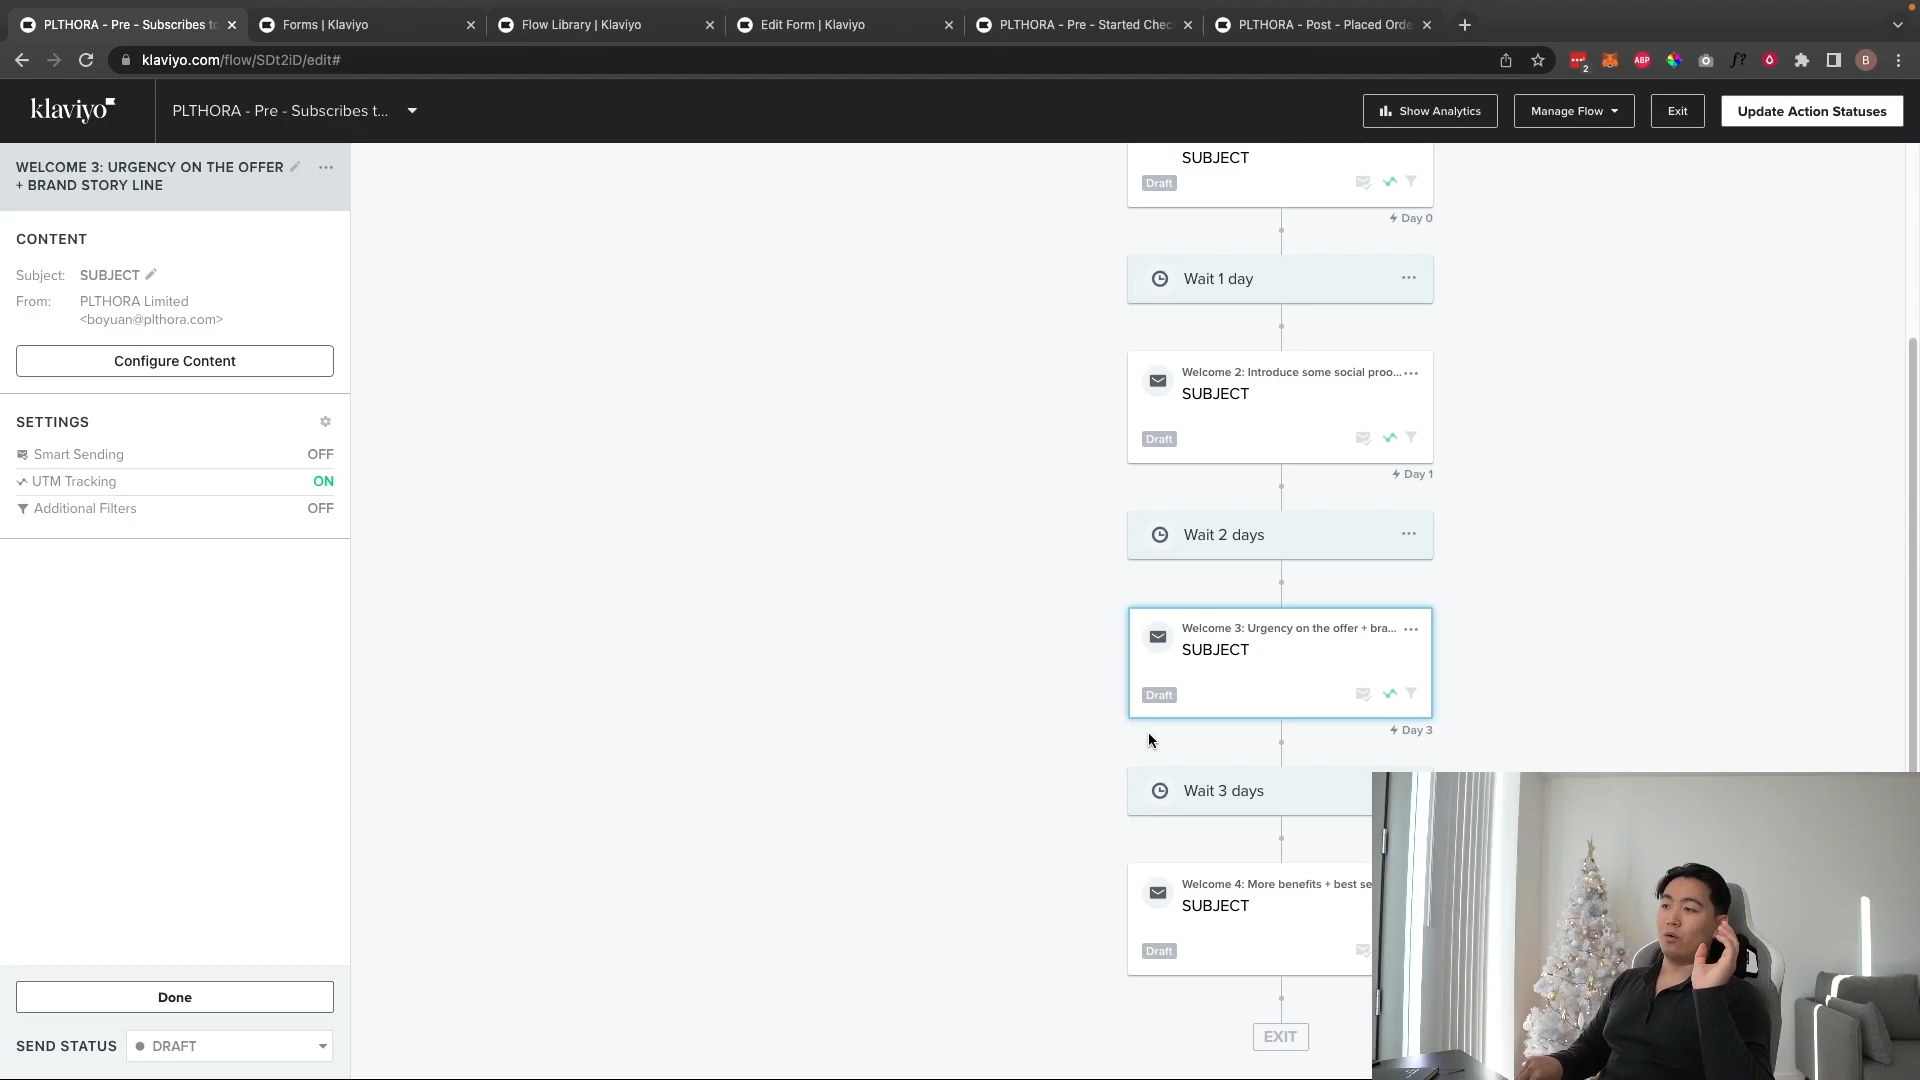 PLTHORA - Pre - Subscribes to
Forms | Klaviyo
Flow Library | Klaviyo
Edit Form | Klaviyo
PLTHORA - Pre - Started Chec
PLTHORA - Post - Placed Orde
klaviyo.com/flow/SDt2iD/edit#
2
ABP
f?
B
klaviyo
PLTHORA - Pre - Subscribes t...
Show Analytics
Manage Flow
Exit
Update Action Statuses
WELCOME 3: URGENCY ON THE OFFER
+ BRAND STORY LINE
CONTENT
Subject: SUBJECT
From: PLTHORA Limited
<boyuan@plthora.com>
Configure Content
SETTINGS
Smart Sending OFF
UTM Tracking ON
Additional Filters OFF
Done
SEND STATUS DRAFT
SUBJECT
Draft
Day 0
Wait 1 day
Welcome 2: Introduce some social proo...
SUBJECT
Draft
Day 1
Wait 2 days
Welcome 3: Urgency on the offer + bra...
SUBJECT
Draft
Day 3
Wait 3 days
Welcome 4: More benefits + best se
SUBJECT
Draft
EXIT